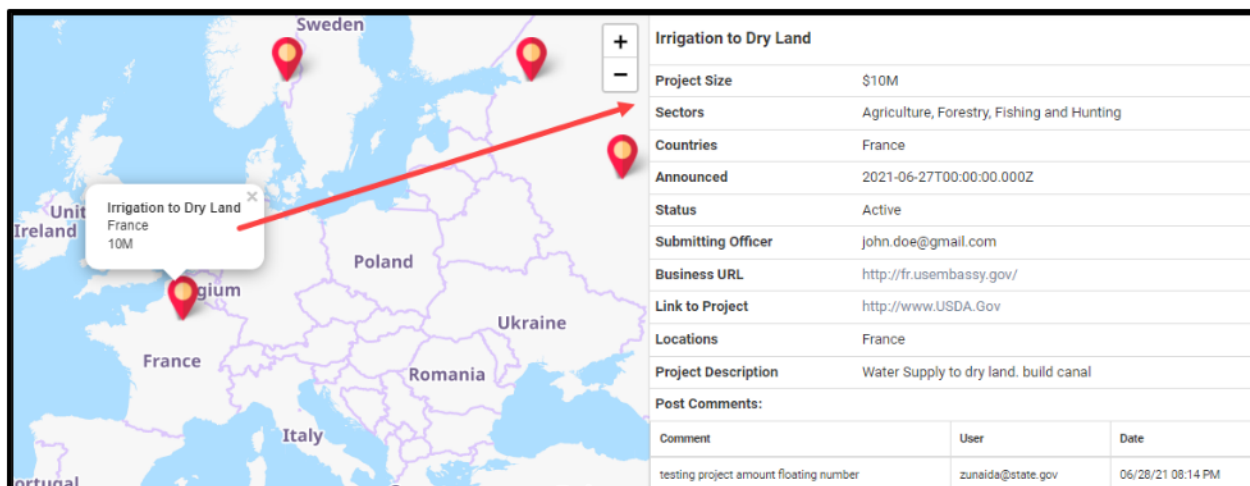 Sweden
+
−
Unit
Ireland
Irrigation to Dry Land
×
France
10M
Poland
gium
Ukraine
France
Romania
Italy
ortugal
Irrigation to Dry Land
Project Size $10M
Sectors Agriculture, Forestry, Fishing and Hunting
Countries France
Announced 2021-06-27T00:00:00.000Z
Status Active
Submitting Officer john.doe@gmail.com
Business URL http://fr.usembassy.gov/
Link to Project http://www.USDA.Gov
Locations France
Project Description Water Supply to dry land. build canal
Post Comments:
Comment User Date
testing project amount floating number zunaida@state.gov 06/28/21 08:14 PM